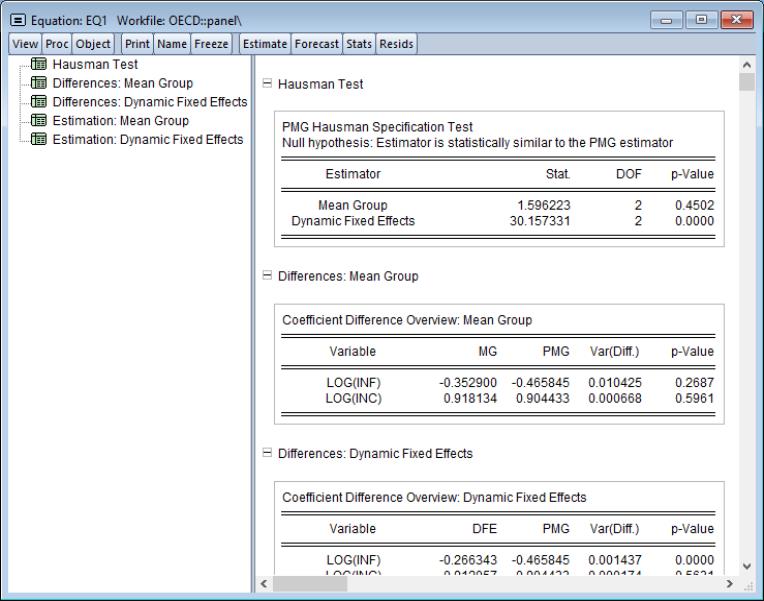 Equation: EQ1 Workfile: OECD::panel\
View Proc Object Print Name Freeze Estimate Forecast Stats Resids
Hausman Test
Differences: Mean Group
Differences: Dynamic Fixed Effects
Estimation: Mean Group
Estimation: Dynamic Fixed Effects
Hausman Test
PMG Hausman Specification Test
Null hypothesis: Estimator is statistically similar to the PMG estimator
Estimator Stat. DOF p-Value
Mean Group 1.596223 2 0.4502
Dynamic Fixed Effects 30.157331 2 0.0000
Differences: Mean Group
Coefficient Difference Overview: Mean Group
Variable MG PMG Var(Diff.) p-Value
LOG(INF) -0.352900 -0.465845 0.010425 0.2687
LOG(INC) 0.918134 0.904433 0.000668 0.5961
Differences: Dynamic Fixed Effects
Coefficient Difference Overview: Dynamic Fixed Effects
Variable DFE PMG Var(Diff.) p-Value
LOG(INF) -0.266343 -0.465845 0.001437 0.0000
LOG(INC) 0.904433